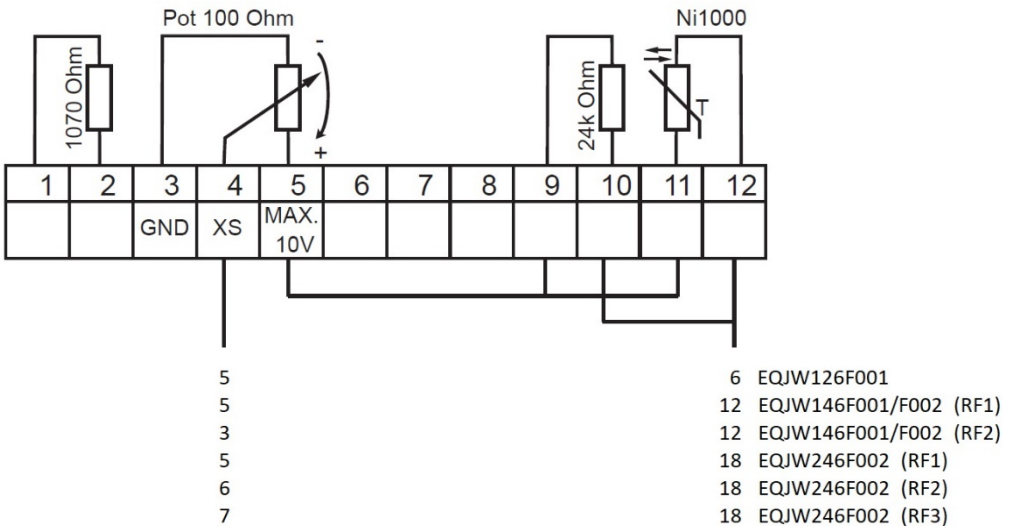 Pot 100 Ohm
Ni1000
1070 Ohm
-
+
24k Ohm
T
1 2 3 4 5 6 7 8 9 10 11 12
GND XS MAX. 10V
5 6 EQJW126F001
5 12 EQJW146F001/F002 (RF1)
3 12 EQJW146F001/F002 (RF2)
5 18 EQJW246F002 (RF1)
6 18 EQJW246F002 (RF2)
7 18 EQJW246F002 (RF3)